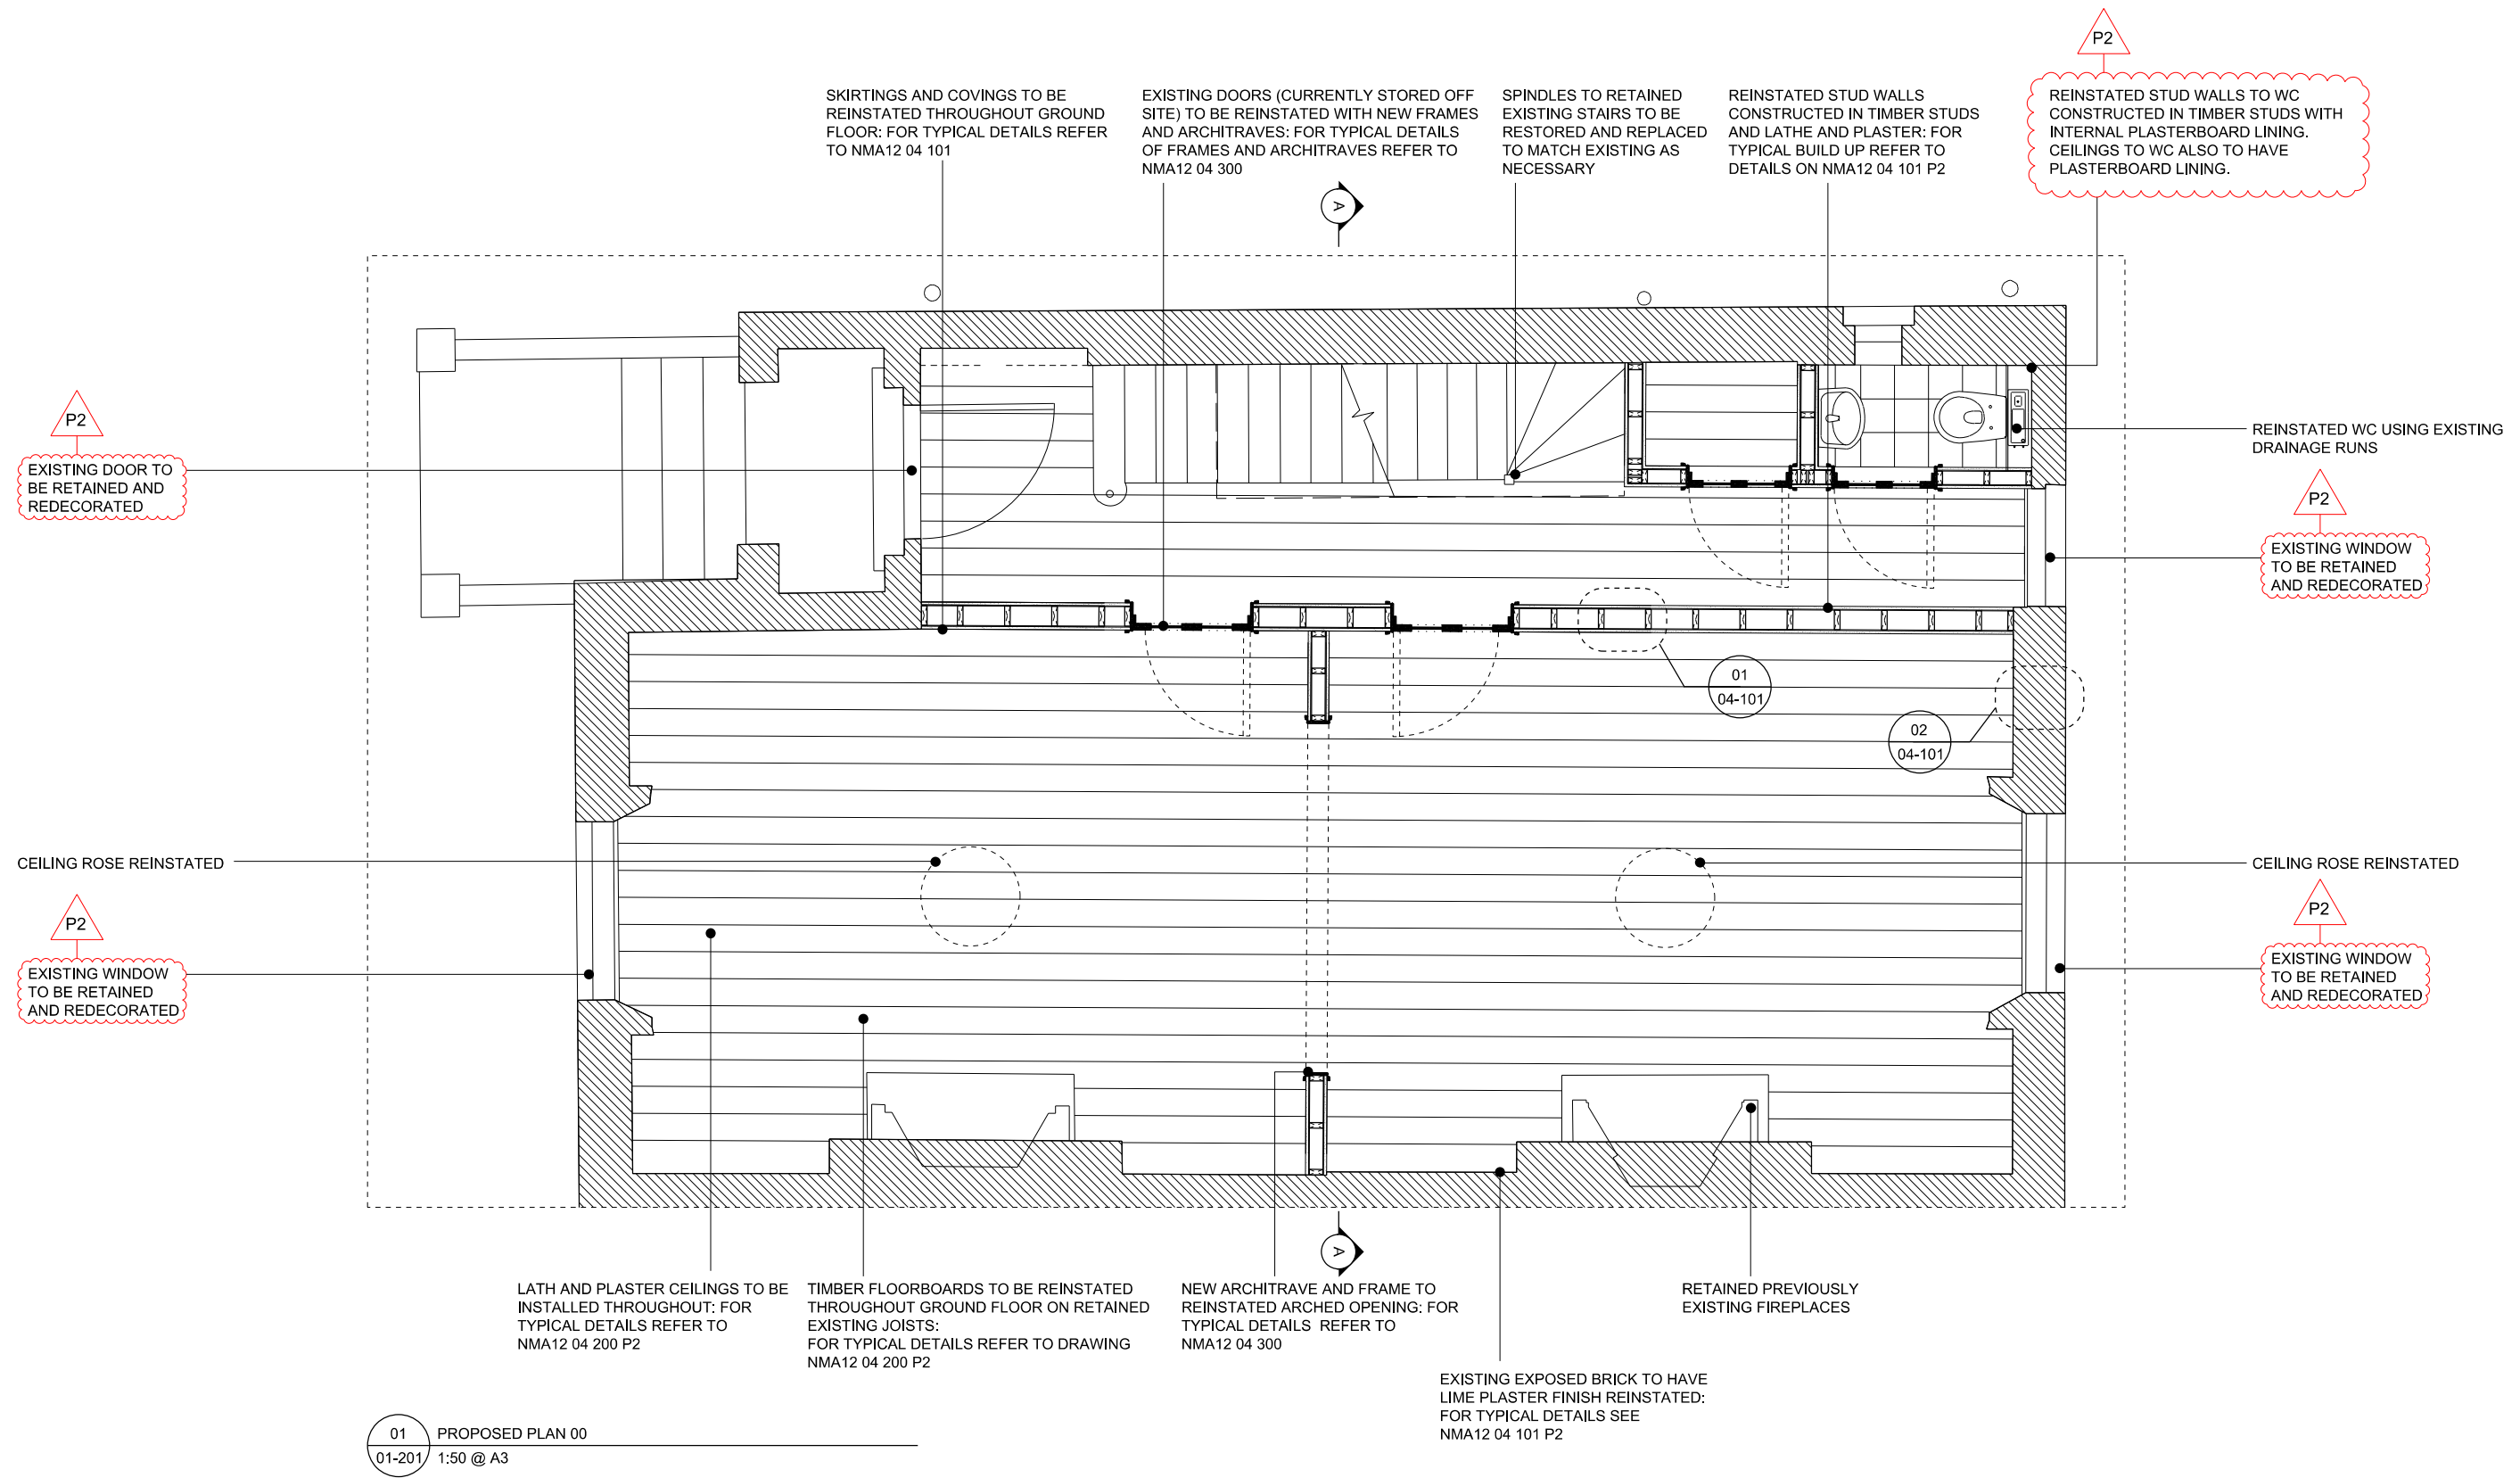 P2
SKIRTINGS AND COVINGS TO BE
REINSTATED THROUGHOUT GROUND
FLOOR: FOR TYPICAL DETAILS REFER
TO NMA12 04 101
EXISTING DOORS (CURRENTLY STORED OFF
SITE) TO BE REINSTATED WITH NEW FRAMES
AND ARCHITRAVES: FOR TYPICAL DETAILS
OF FRAMES AND ARCHITRAVES REFER TO
NMA12 04 300
SPINDLES TO RETAINED
EXISTING STAIRS TO BE
RESTORED AND REPLACED
TO MATCH EXISTING AS
NECESSARY
REINSTATED STUD WALLS
CONSTRUCTED IN TIMBER STUDS
AND LATHE AND PLASTER: FOR
TYPICAL BUILD UP REFER TO
DETAILS ON NMA12 04 101 P2
REINSTATED STUD WALLS TO WC
CONSTRUCTED IN TIMBER STUDS WITH
INTERNAL PLASTERBOARD LINING.
CEILINGS TO WC ALSO TO HAVE
PLASTERBOARD LINING.
A
P2
EXISTING DOOR TO
BE RETAINED AND
REDECORATED
REINSTATED WC USING EXISTING
DRAINAGE RUNS
P2
EXISTING WINDOW
TO BE RETAINED
AND REDECORATED
01
04-101
02
04-101
CEILING ROSE REINSTATED
CEILING ROSE REINSTATED
P2
EXISTING WINDOW
TO BE RETAINED
AND REDECORATED
P2
EXISTING WINDOW
TO BE RETAINED
AND REDECORATED
A
LATH AND PLASTER CEILINGS TO BE
INSTALLED THROUGHOUT: FOR
TYPICAL DETAILS REFER TO
NMA12 04 200 P2
TIMBER FLOORBOARDS TO BE REINSTATED
THROUGHOUT GROUND FLOOR ON RETAINED
EXISTING JOISTS:
FOR TYPICAL DETAILS REFER TO DRAWING
NMA12 04 200 P2
NEW ARCHITRAVE AND FRAME TO
REINSTATED ARCHED OPENING: FOR
TYPICAL DETAILS REFER TO
NMA12 04 300
RETAINED PREVIOUSLY
EXISTING FIREPLACES
EXISTING EXPOSED BRICK TO HAVE
LIME PLASTER FINISH REINSTATED:
FOR TYPICAL DETAILS SEE
NMA12 04 101 P2
01
01-201
PROPOSED PLAN 00
1:50 @ A3